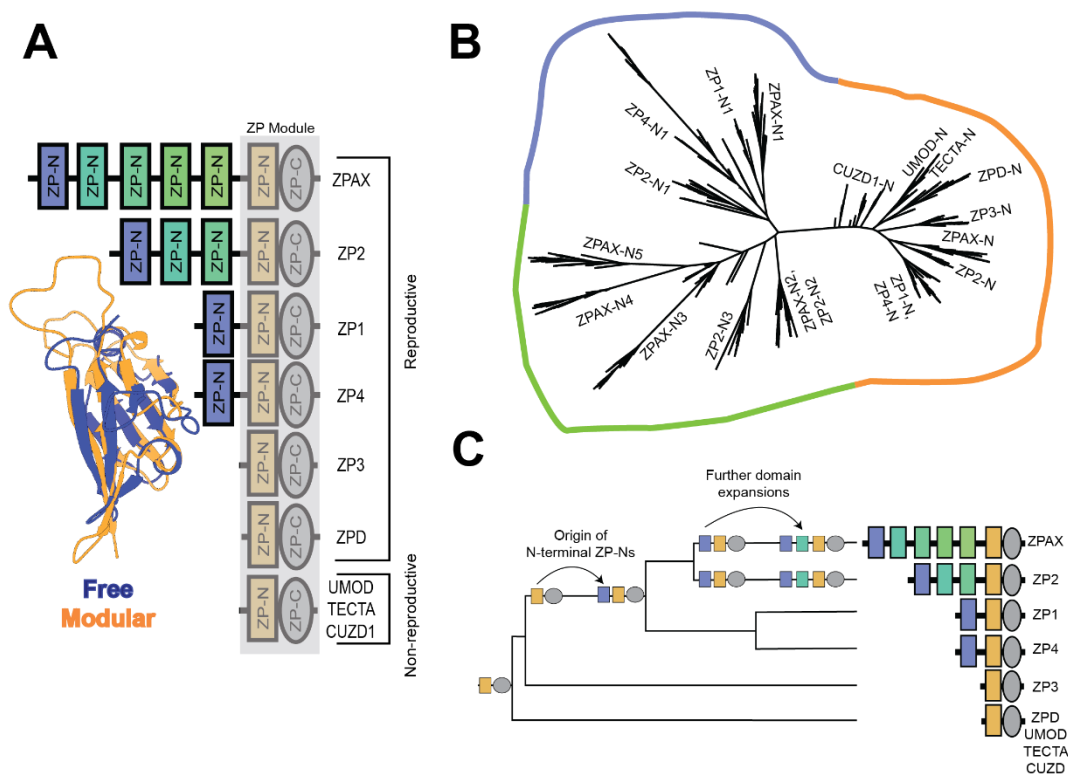 A
ZP Module
ZP-N ZP-N ZP-N ZP-N ZP-N ZP-N ZP-C ZPAX
ZP-N ZP-N ZP-N ZP-N ZP-C ZP2
ZP-N ZP-N ZP-C ZP1
ZP-N ZP-N ZP-C ZP4
ZP-N ZP-C ZP3
ZP-N ZP-C ZPD
ZP-N ZP-C
UMOD
TECTA
CUZD1
Reproductive
Non-reproductive
Free
Modular
B
ZP4-N1
ZP1-N1
ZPAX-N1
ZP2-N1
CUZD1-N
UMOD-N
TECTA-N
ZPD-N
ZP3-N
ZPAX-N
ZP2-N
ZP1-N
ZP4-N
ZPAX-N5
ZPAX-N4
ZPAX-N3
ZP2-N3
ZPAX-N2,
ZP2-N2
C
Further domain
expansions
Origin of
N-terminal ZP-Ns
ZPAX
ZP2
ZP1
ZP4
ZP3
ZPD
UMOD
TECTA
CUZD